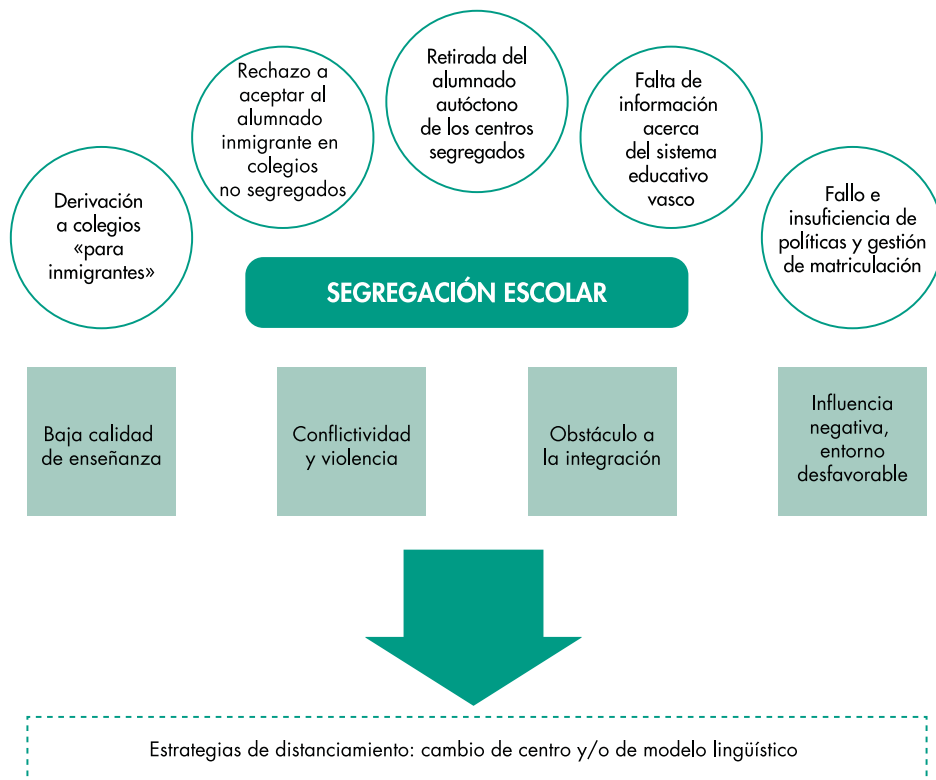 Derivación
a colegios
«para
inmigrantes»
Rechazo a
aceptar al
alumnado
inmigrante en
colegios
no segregados
Retirada del
alumnado
autóctono
de los centros
segregados
Falta de
información
acerca
del sistema
educativo
vasco
Fallo e
insuficiencia de
políticas y gestión
de matriculación
SEGREGACIÓN ESCOLAR
Baja calidad
de enseñanza
Conflictividad
y violencia
Obstáculo a
la integración
Influencia
negativa,
entorno
desfavorable
Estrategias de distanciamiento: cambio de centro y/o de modelo lingüístico